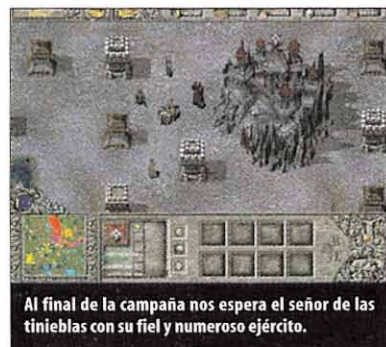 Al final de la campaña nos espera el señor de las
tinieblas con su fiel y numeroso ejército.